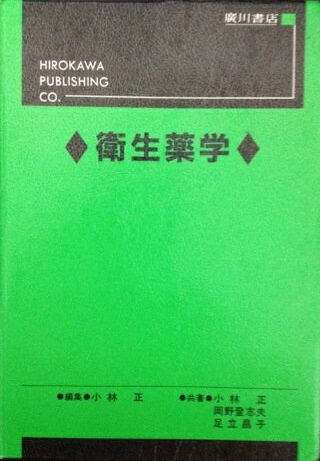 廣川書店
HIROKAWA
PUBLISHING
CO.
◆衛生薬学◆
●編集●小林 正 ●共著●小林 正
岡野登志夫
足立昌子